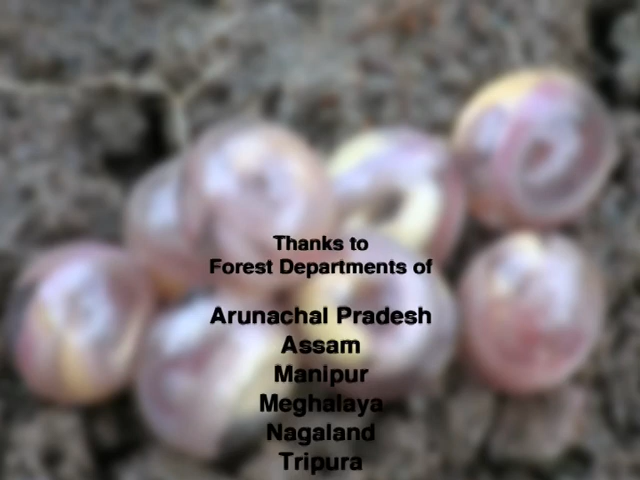 Thanks to
Forest Departments of
Arunachal Pradesh
Assam
Manipur
Meghalaya
Nagaland
Tripura